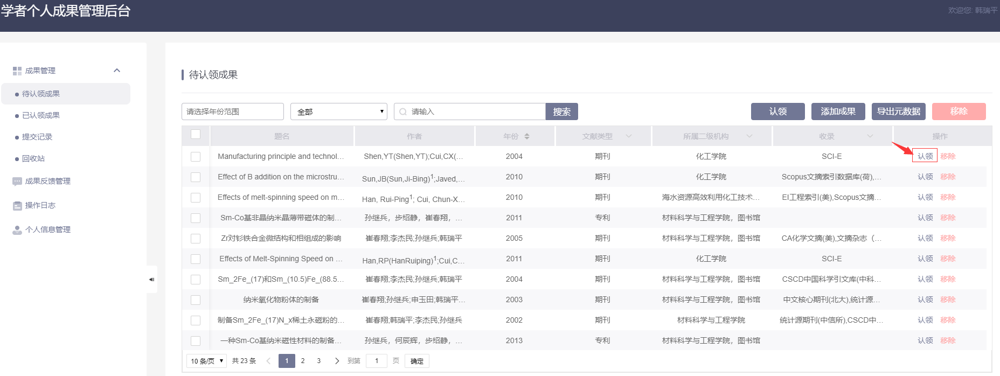 学者个人成果管理后台
欢迎您: 韩瑞平
成果管理
待认领成果
已认领成果
提交记录
回收站
成果反馈管理
操作日志
个人信息管理
待认领成果
请选择年份范围 全部 请输入 搜索 认领 添加成果 导出元数据 移除
题名 作者 年份 文献类型 所属二级机构 收录 操作
Manufacturing principle and technol... Shen,YT(Shen,YT);Cui,CX(... 2004 期刊 化工学院 SCI-E 认领 移除
Effect of B addition on the microstru... Sun,JB(Sun,Ji-Bing)1;Javed,... 2010 期刊 化工学院 Scopus文摘索引数据库(荷),... 认领 移除
Effects of melt-spinning speed on m... Han, Rui-Ping1; Cui, Chun-X... 2010 期刊 海水资源高效利用化工技术... EI工程索引(美),Scopus文摘... 认领 移除
Sm-Co基非晶纳米晶薄带磁体的制... 孙继兵，步绍静，崔春翔，... 2011 专利 材料科学与工程学院，图书馆 认领 移除
Zr对钐铁合金微结构和相组成的影响 崔春翔;李杰民;孙继兵;韩瑞平 2005 期刊 材料科学与工程学院，图书馆 CA化学文摘(美),文摘杂志（... 认领 移除
Effects of Melt-Spinning Speed on ... Han,RP(HanRuiping)1;Cui,C... 2011 期刊 化工学院 SCI-E 认领 移除
Sm_2Fe_(17)和Sm_(10.5)Fe_(88.5... 崔春翔;李杰民;孙继兵;韩瑞平 2004 期刊 材料科学与工程学院，图书馆 CSCD中国科学引文库(中科... 认领 移除
纳米氧化物粉体的制备 崔春翔;孙继兵;申玉田;韩瑞平... 2003 期刊 材料科学与工程学院，图书馆 中文核心期刊(北大),统计源... 认领 移除
制备Sm_2Fe_(17)N_x稀土永磁粉的... 崔春翔;韩瑞平;李杰民;孙继兵 2002 期刊 材料科学与工程学院 统计源期刊(中信所),CSCD中... 认领 移除
一种Sm-Co基纳米磁性材料的制备... 孙继兵，何辰辉，步绍静，... 2013 专利 材料科学与工程学院，图书馆 认领 移除
10 条/页 共 23 条 1 2 3 到第 1 页 确定